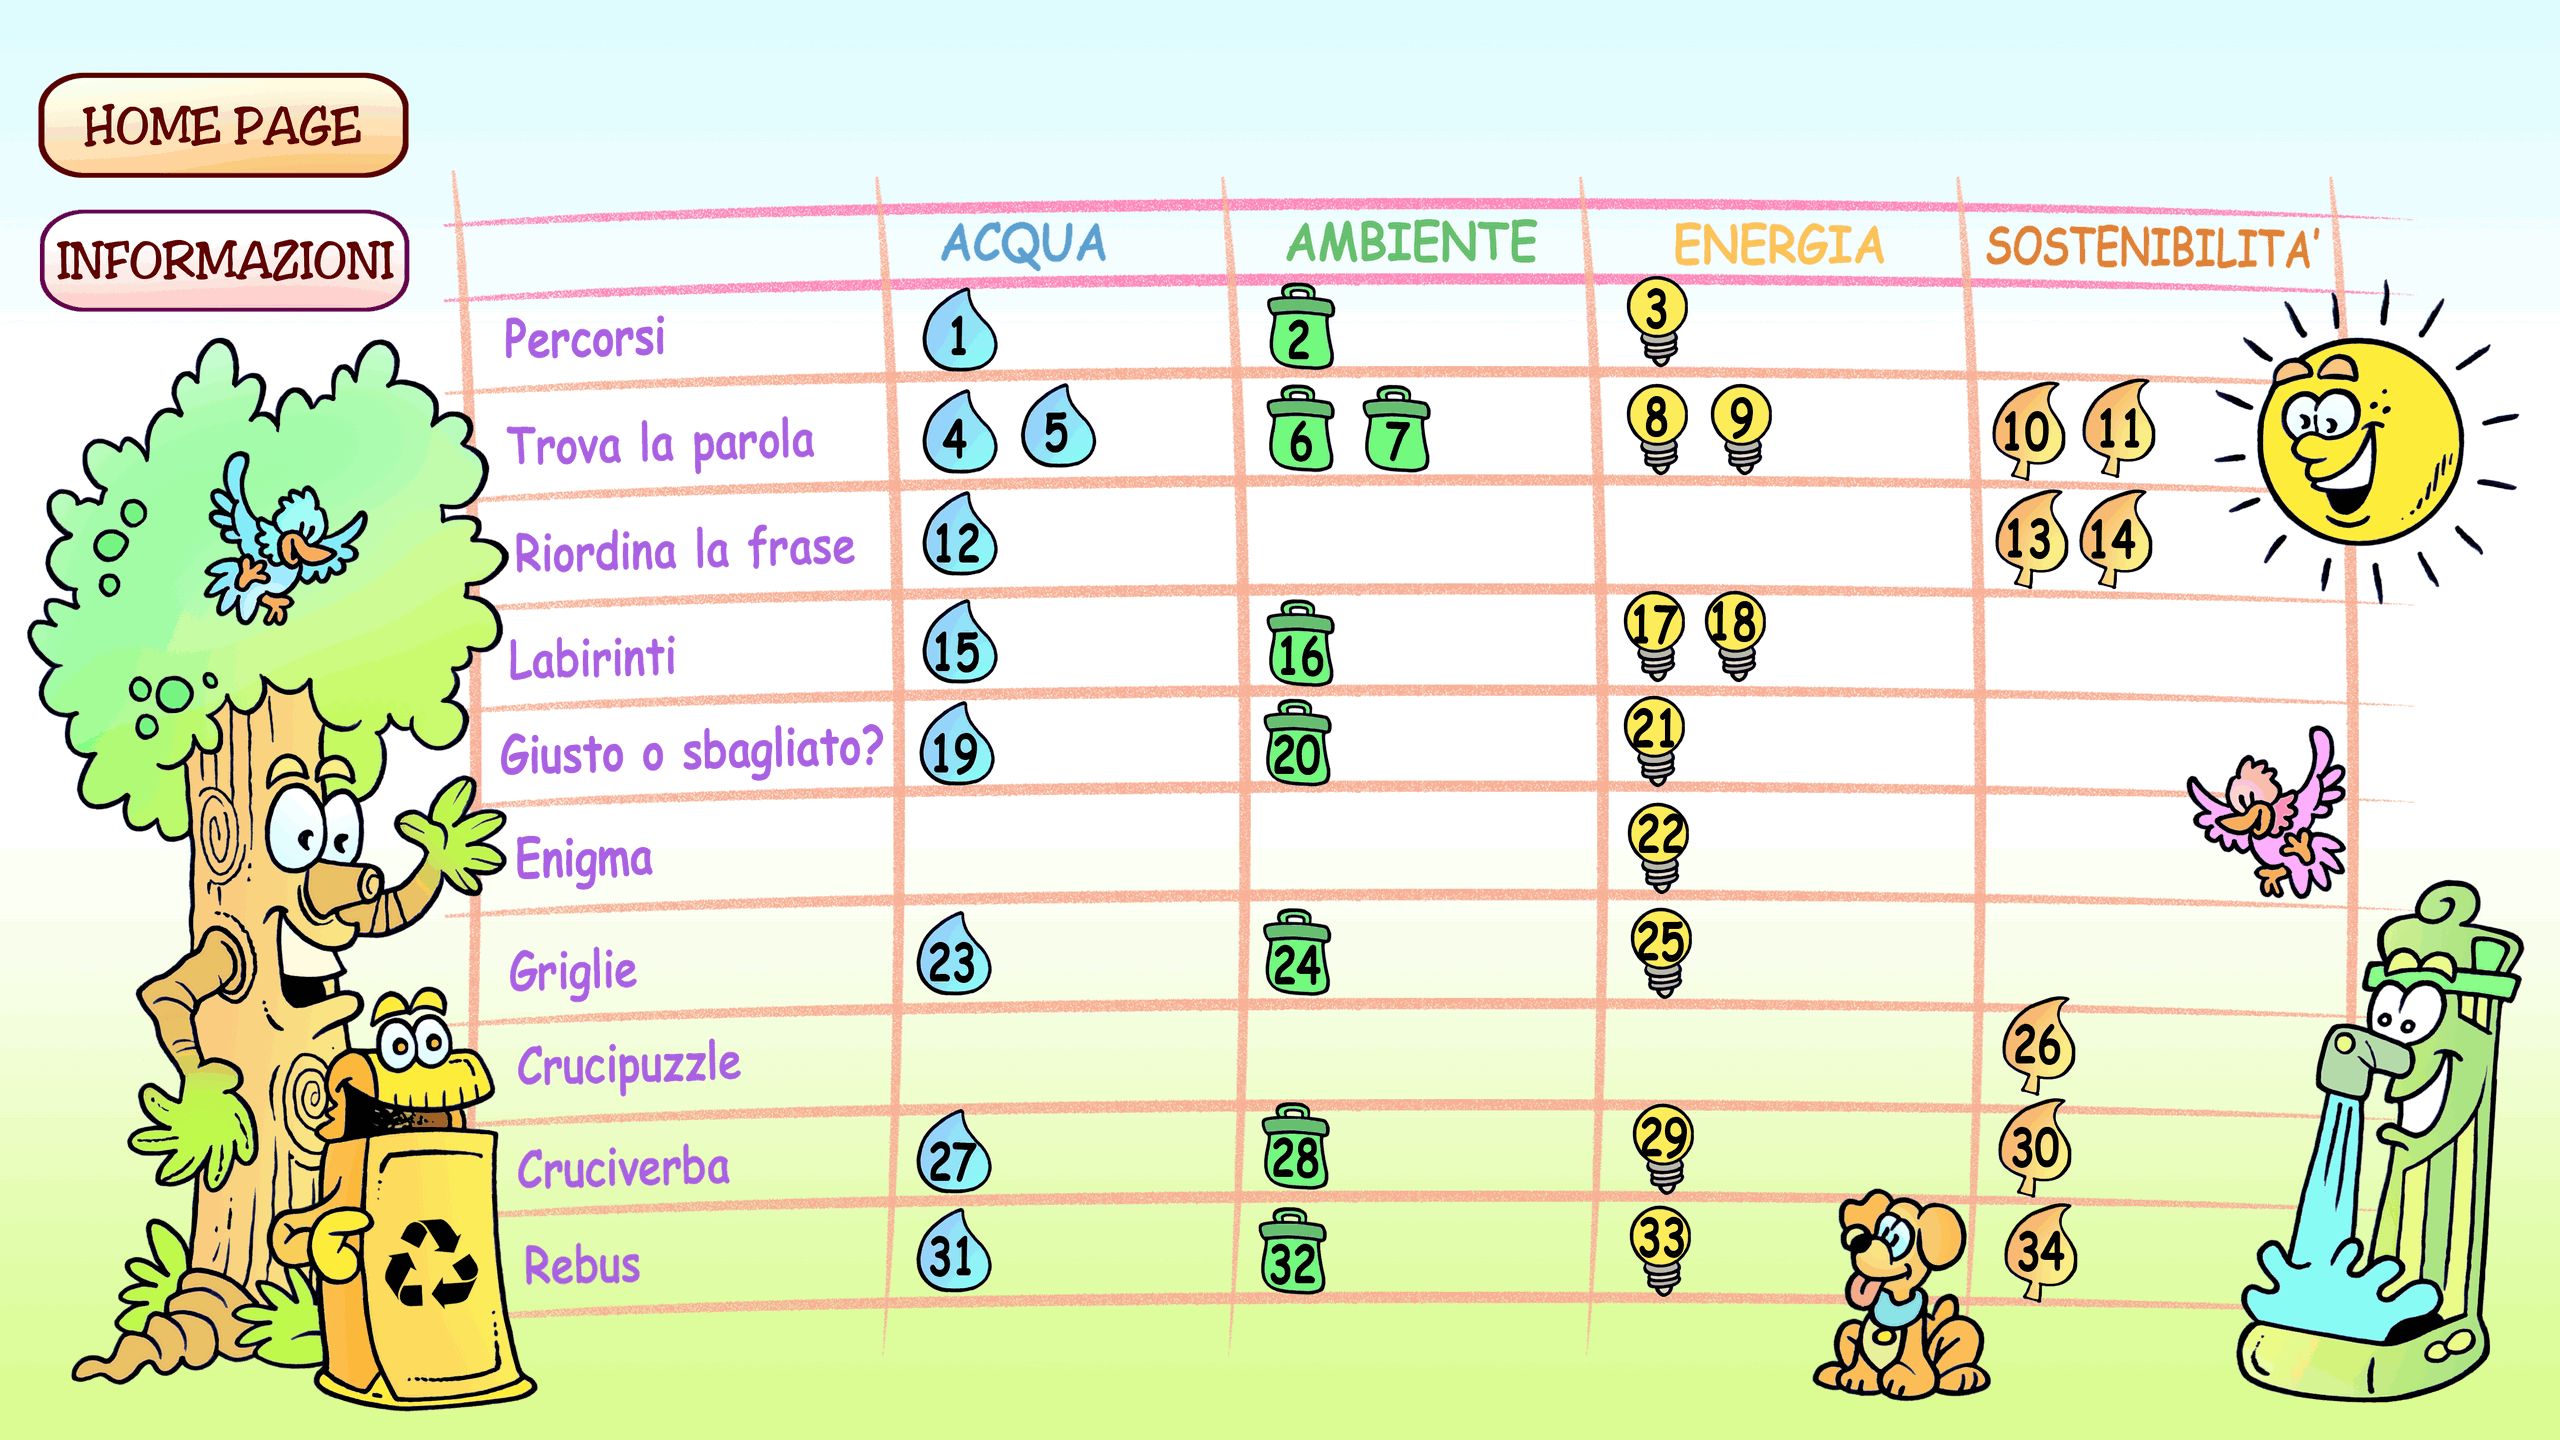 HOME PAGE
INFORMAZIONI
ACQUA AMBIENTE ENERGIA SOSTENIBILITA'
Percorsi 1 2 3
Trova la parola 4 5 6 7 8 9 10 11
Riordina la frase 12 13 14
Labirinti 15 16 17 18
Giusto o sbagliato? 19 20 21
Enigma 22
Griglie 23 24 25
Crucipuzzle 26
Cruciverba 27 28 29 30
Rebus 31 32 33 34